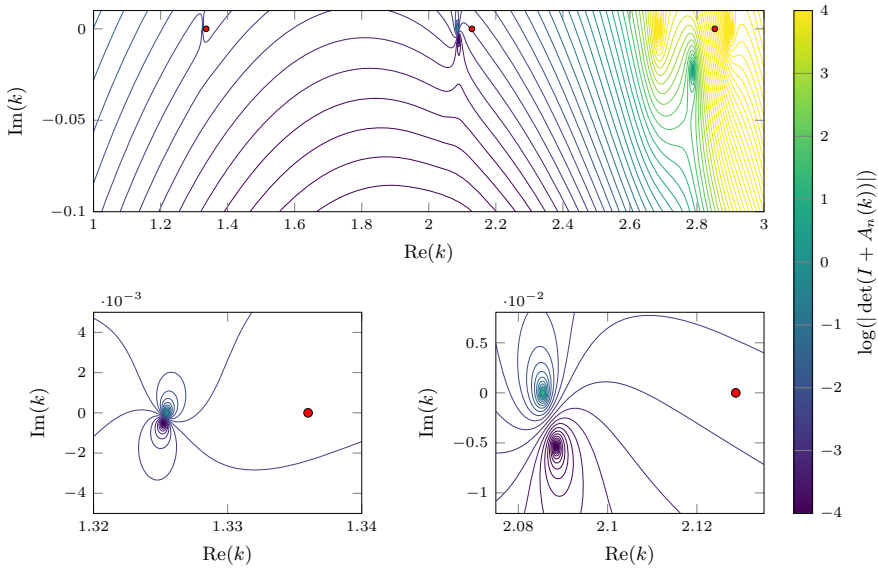 0
−0.05
−0.1
Im(k)
1 1.2 1.4 1.6 1.8 2 2.2 2.4 2.6 2.8 3
Re(k)
4
3
2
1
0
−1
−2
−3
−4
log(| det(I + A_n(k))|)
·10⁻³
4
2
0
−2
−4
Im(k)
1.32 1.33 1.34
Re(k)
·10⁻²
0.5
0
−0.5
−1
Im(k)
2.08 2.1 2.12
Re(k)